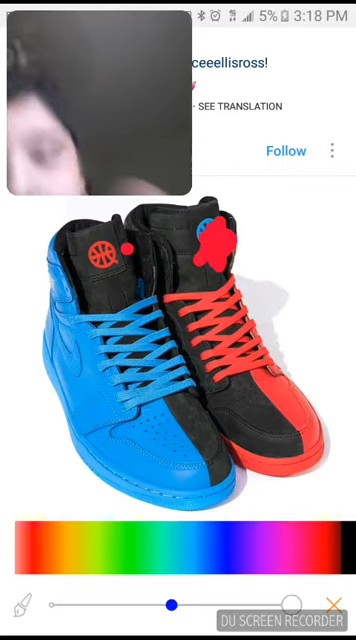 5% 3:18 PM
ceeellisross!
• SEE TRANSLATION
Follow
DU SCREEN RECORDER